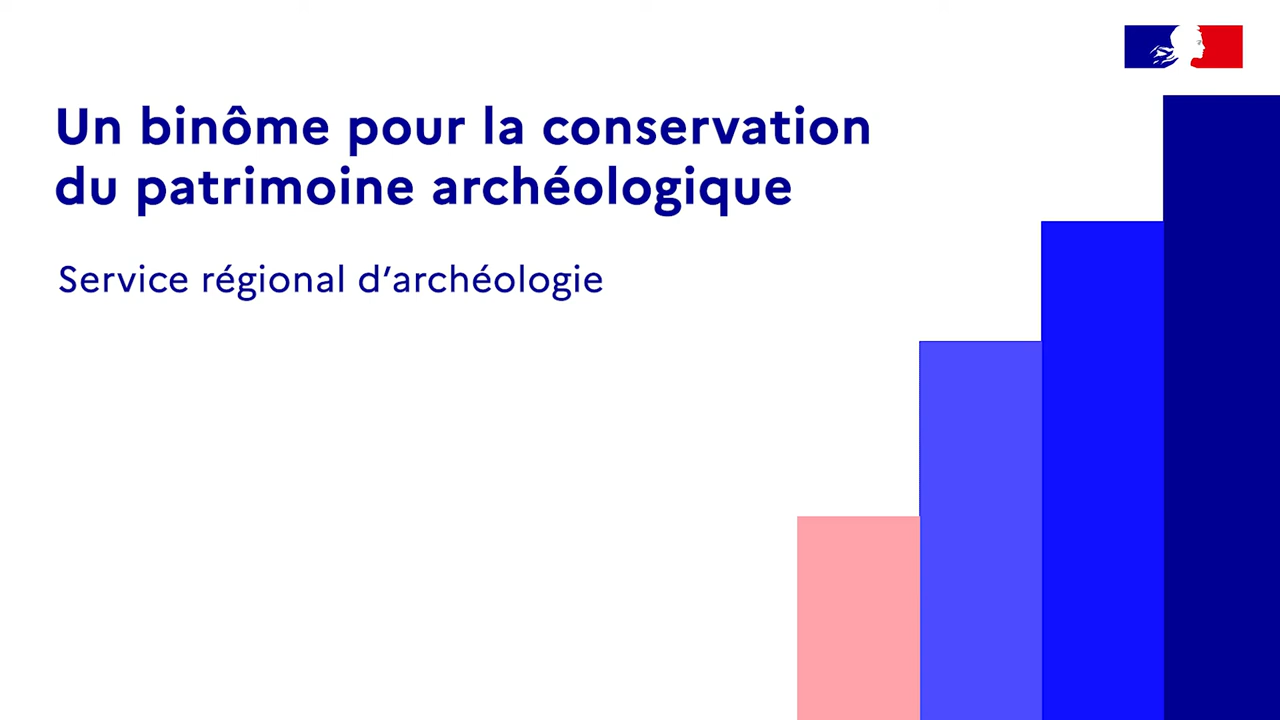 Un binôme pour la conservation
du patrimoine archéologique
Service régional d’archéologie